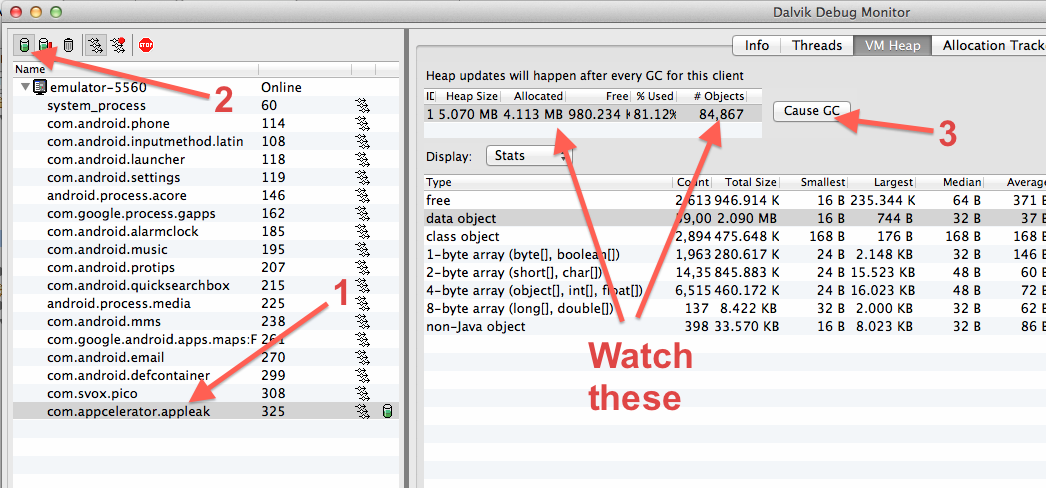 Dalvik Debug Monitor
Info Threads VM Heap Allocation Track
STOP
Name
emulator-5560 Online
system_process 60
com.android.phone 114
com.android.inputmethod.latin 108
com.android.launcher 118
com.android.settings 119
android.process.acore 146
com.google.process.gapps 162
com.android.alarmclock 185
com.android.music 195
com.android.protips 207
com.android.quicksearchbox 215
android.process.media 225
com.android.mms 238
com.google.android.apps.maps:F 261
com.android.email 270
com.android.defcontainer 299
com.svox.pico 308
com.appcelerator.appleak 325
2
1
Heap updates will happen after every GC for this client
ID Heap Size Allocated Free % Used # Objects
1 5.070 MB 4.113 MB 980.234 K 81.12% 84,867
Cause GC
3
Display: Stats
Type Count Total Size Smallest Largest Median Average
free 2,613 946.914 K 16 B 235.344 K 64 B 371 B
data object 59,00 2.090 MB 16 B 744 B 32 B 37 B
class object 2,894 475.648 K 168 B 176 B 168 B 168 B
1-byte array (byte[], boolean[]) 1,963 280.617 K 24 B 2.148 KB 32 B 146 B
2-byte array (short[], char[]) 14,35 845.883 K 24 B 15.523 KB 48 B 60 B
4-byte array (object[], int[], float[]) 6,515 460.172 K 24 B 16.023 KB 48 B 72 B
8-byte array (long[], double[]) 137 8.422 KB 24 B 2.000 KB 32 B 62 B
non-Java object 398 33.570 KB 16 B 8.023 KB 32 B 86 B
Watch
these